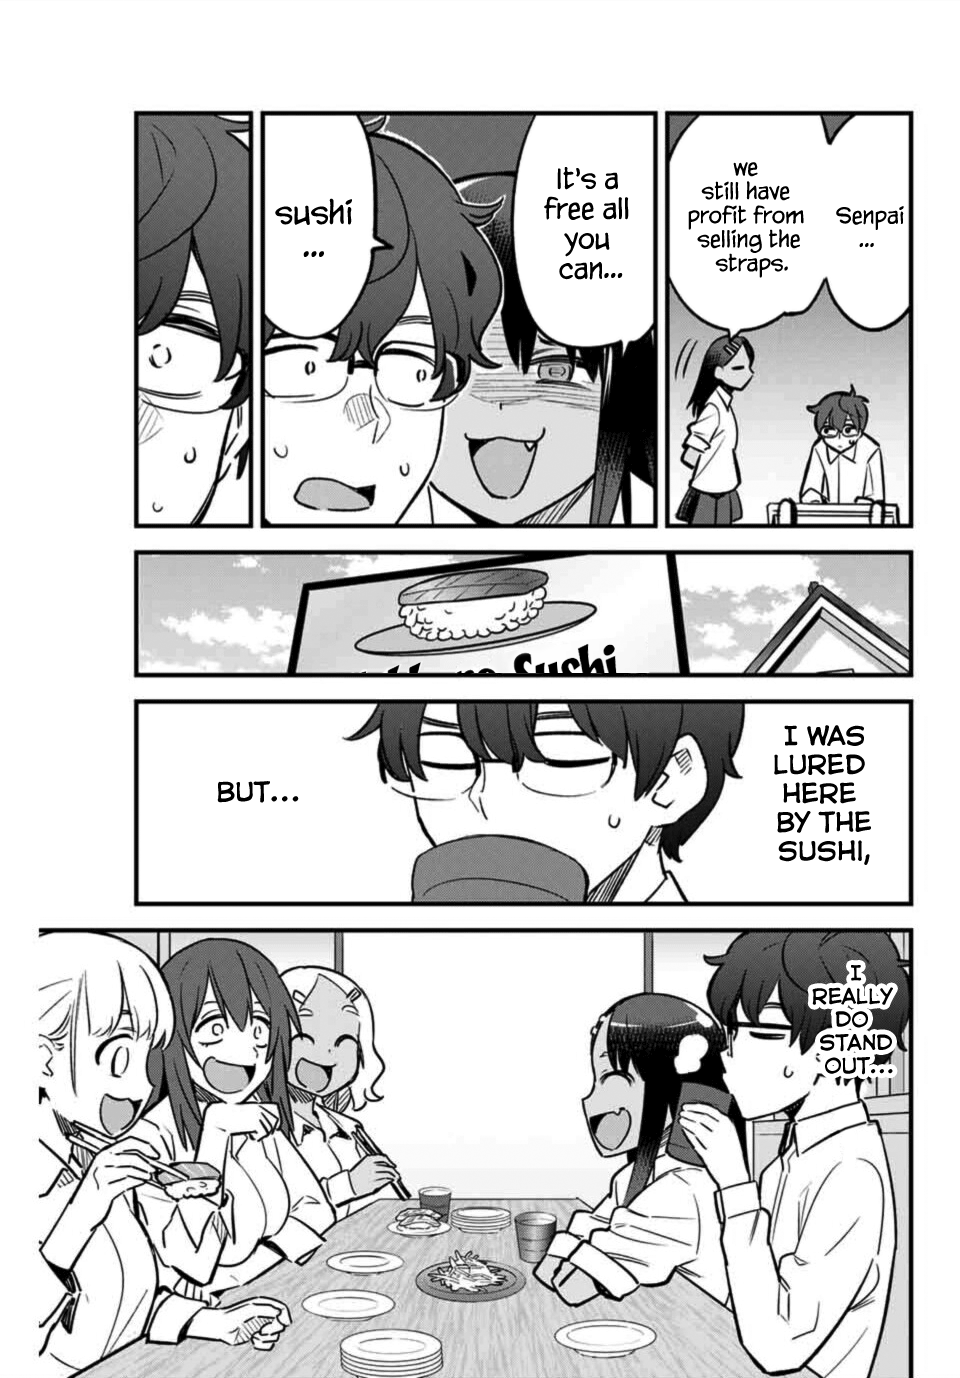 Senpai
...
we
still have
profit from
selling the
straps.
It's a
free all
you
can...
sushi
...
Sushi
I WAS
LURED
HERE
BY THE
SUSHI,
BUT...
I
REALLY
DO
STAND
OUT...